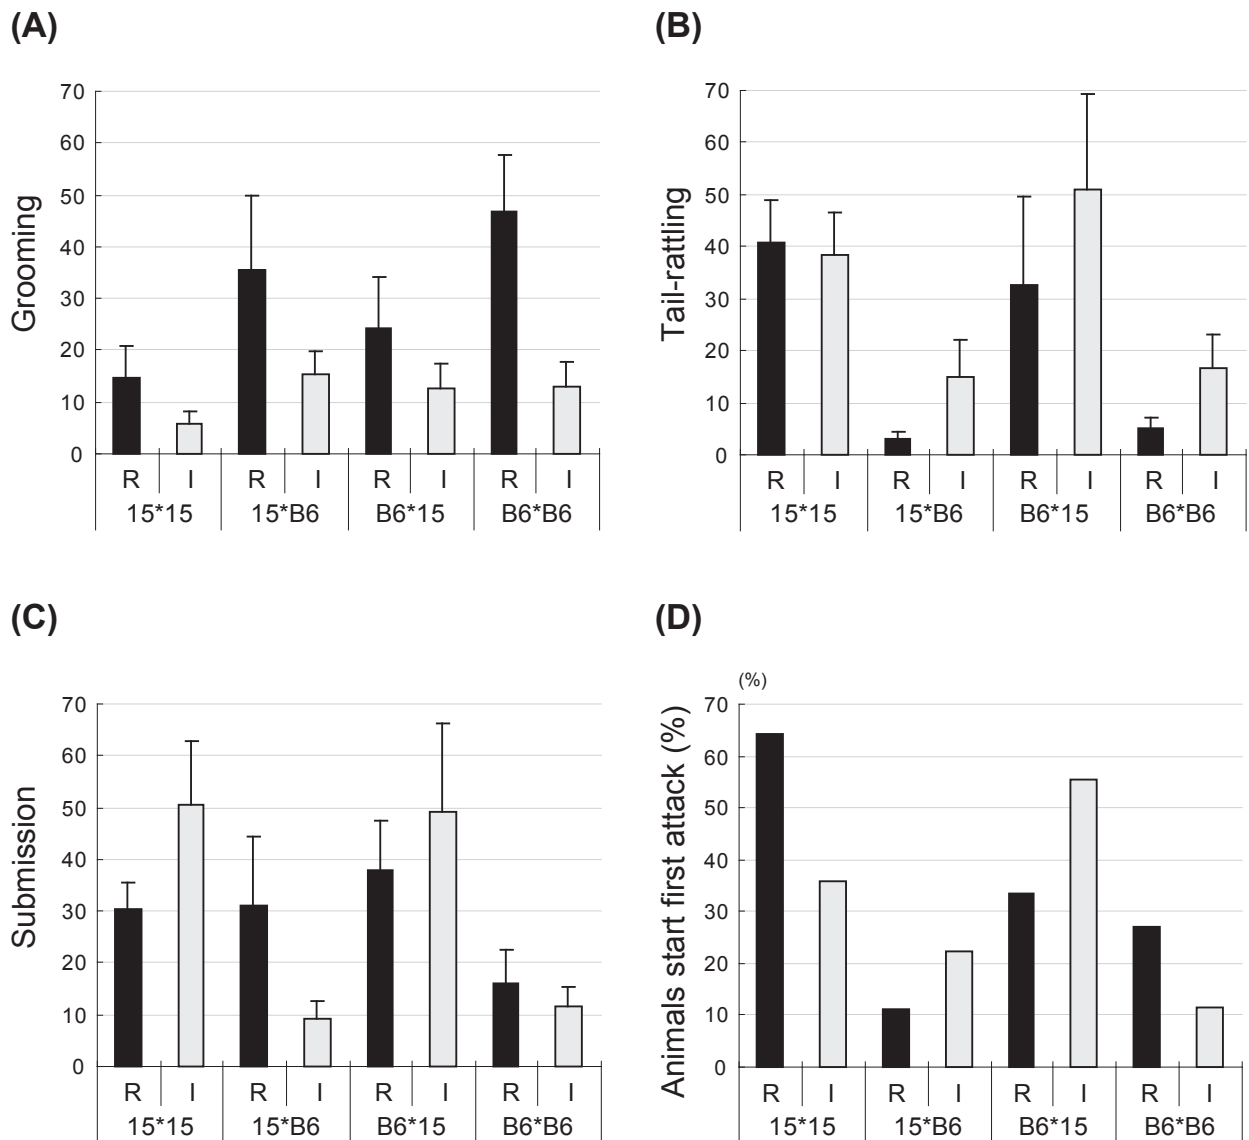 (A)
70
60
50
40
30
20
10
0
Grooming
R I R I R I R I
15*15 15*B6 B6*15 B6*B6
(B)
70
60
50
40
30
20
10
0
Tail-rattling
R I R I R I R I
15*15 15*B6 B6*15 B6*B6
(C)
70
60
50
40
30
20
10
0
Submission
R I R I R I R I
15*15 15*B6 B6*15 B6*B6
(D)
(%)
70
60
50
40
30
20
10
0
Animals start first attack (%)
R I R I R I R I
15*15 15*B6 B6*15 B6*B6